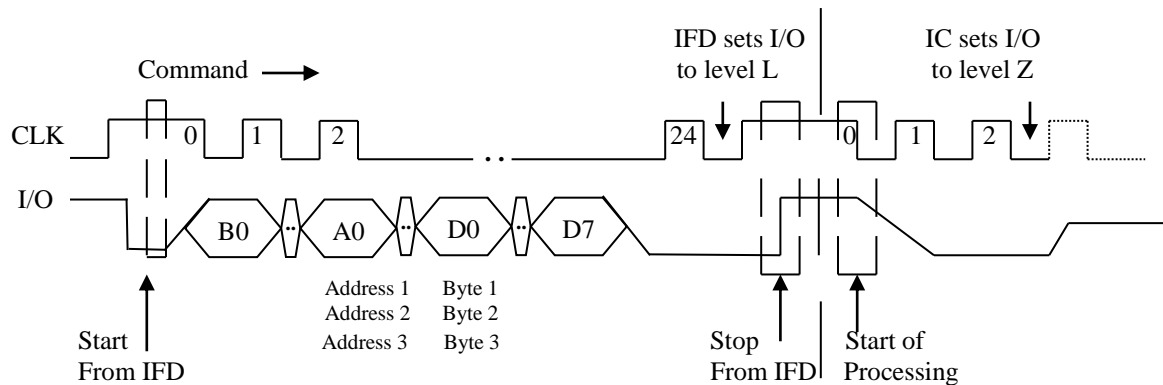 Command
IFD sets I/O
to level L
IC sets I/O
to level Z
CLK
0
1
2
. .
24
0
1
2
I/O
B0
..
A0
..
D0
..
D7
Address 1 Byte 1
Address 2 Byte 2
Address 3 Byte 3
Start
From IFD
Stop
From IFD
Start of
Processing